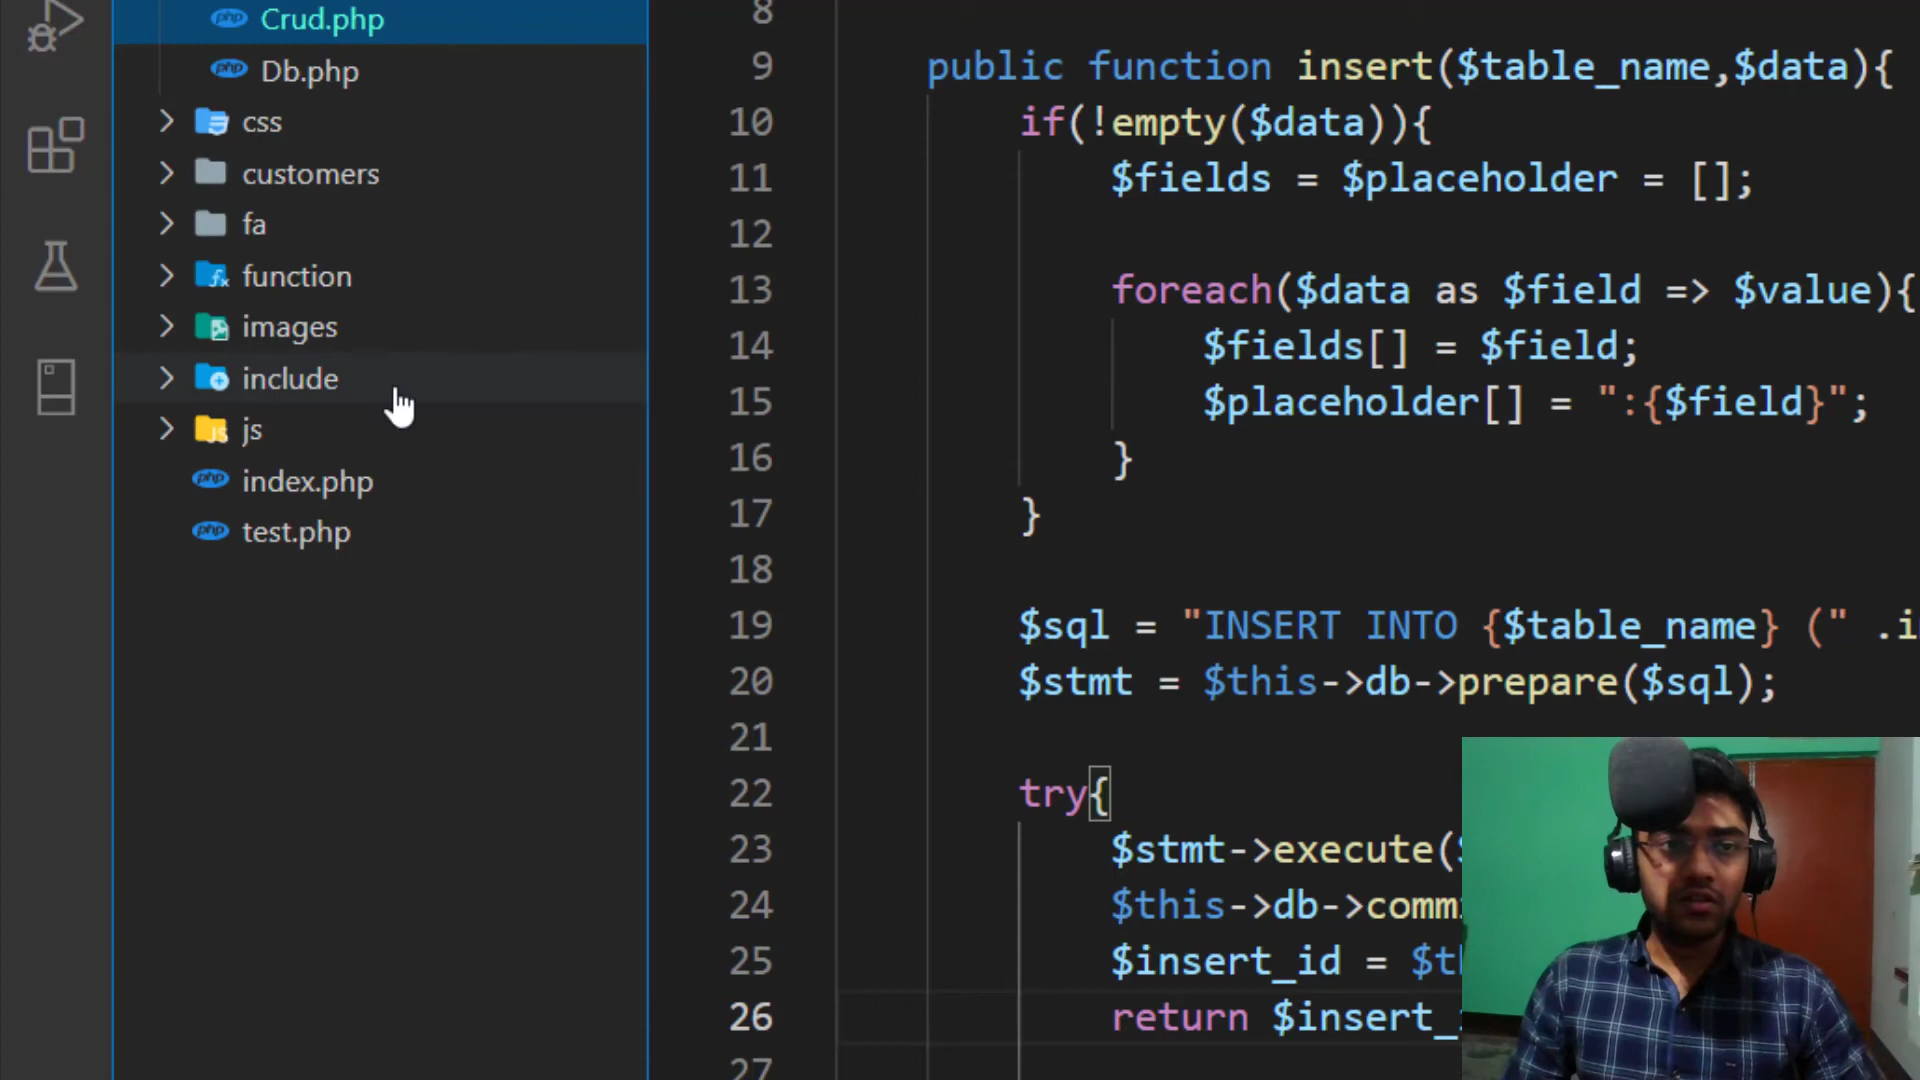 Crud.php
Db.php
css
customers
fa
function
images
include
js
index.php
test.php
8
9 public function insert($table_name,$data){
10 if(!empty($data)){
11 $fields = $placeholder = [];
12
13 foreach($data as $field => $value){
14 $fields[] = $field;
15 $placeholder[] = ":{$field}";
16 }
17 }
18
19 $sql = "INSERT INTO {$table_name} (" .i
20 $stmt = $this->db->prepare($sql);
21
22 try{
23 $stmt->execute(
24 $this->db->comm
25 $insert_id = $t
26 return $insert_
27